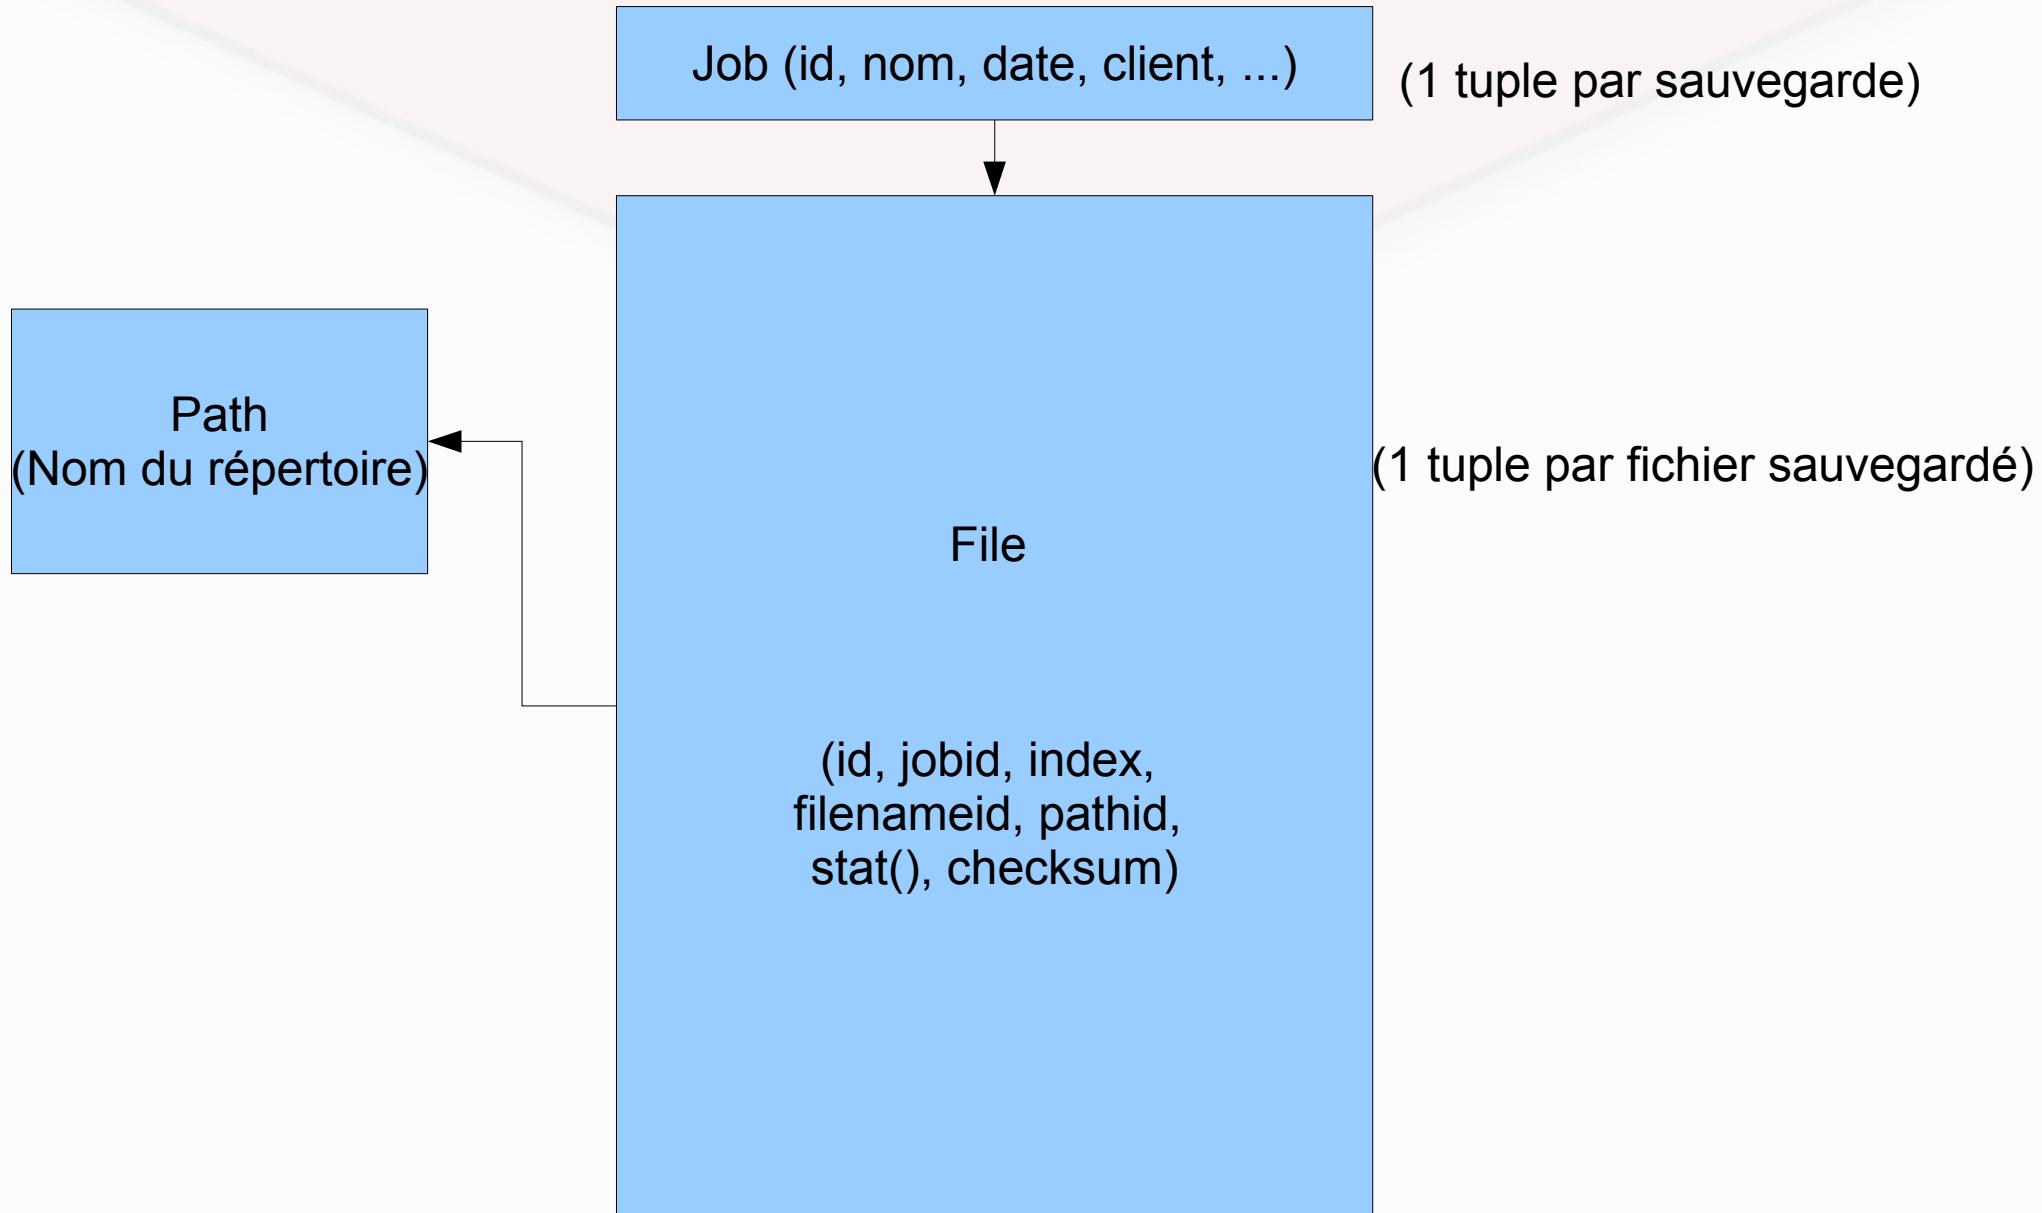 Job (id, nom, date, client, ...)
(1 tuple par sauvegarde)
Path
(Nom du répertoire)
(1 tuple par fichier sauvegardé)
File
(id, jobid, index,
filenameid, pathid,
stat(), checksum)